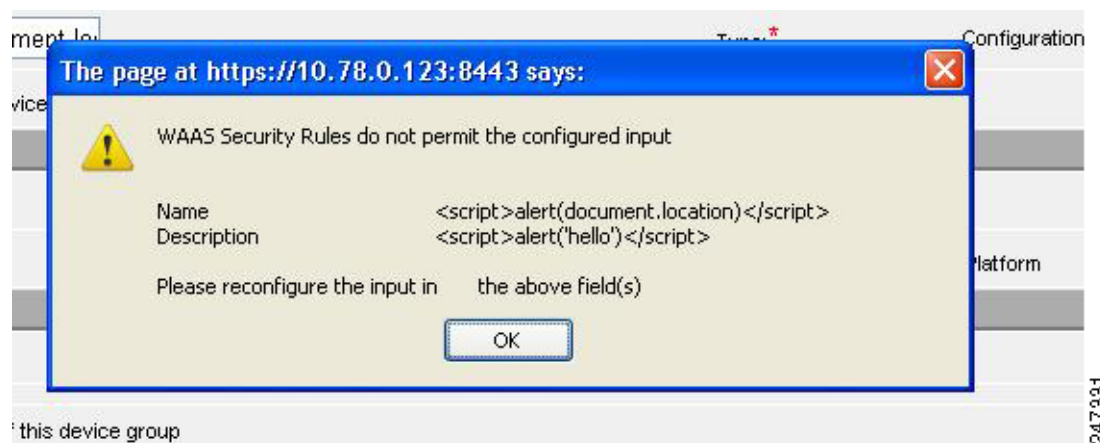 Configuration
The page at https://10.78.0.123:8443 says:
vice
WAAS Security Rules do not permit the configured input
Name <script>alert(document.location)</script>
Description <script>alert('hello')</script>
Platform
Please reconfigure the input in the above field(s)
OK
this device group
247331